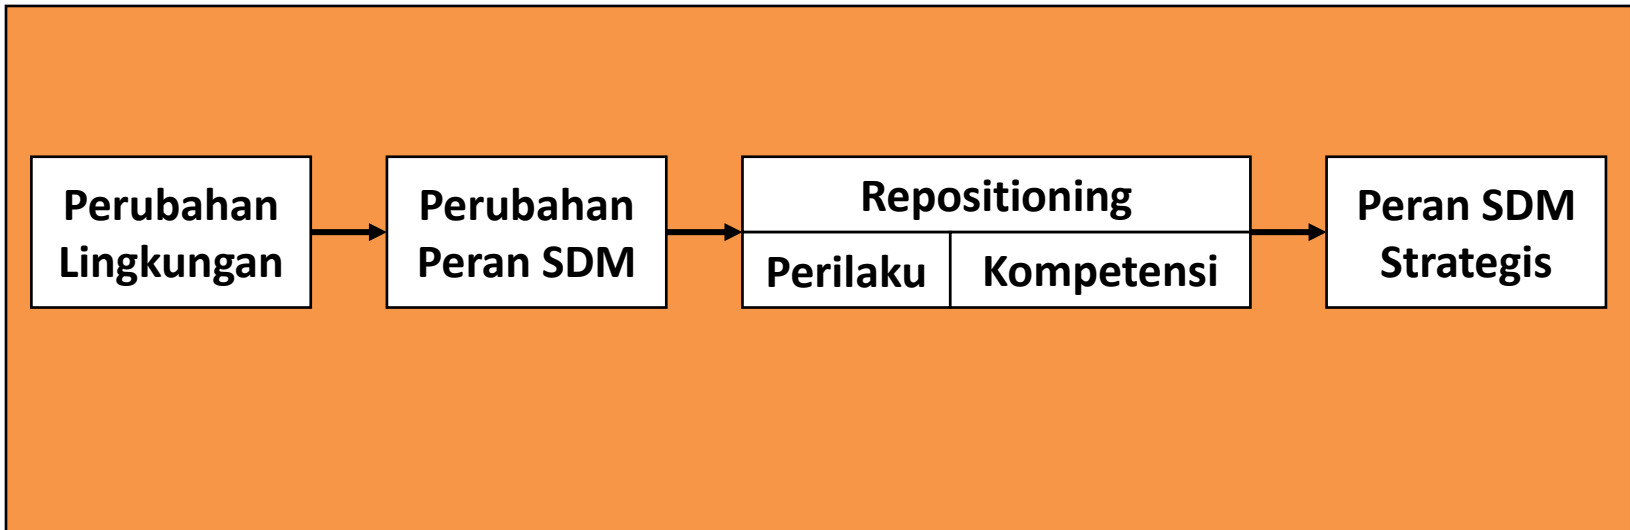 Perubahan
Lingkungan
Perubahan
Peran SDM
Repositioning
Perilaku
Kompetensi
Peran SDM
Strategis